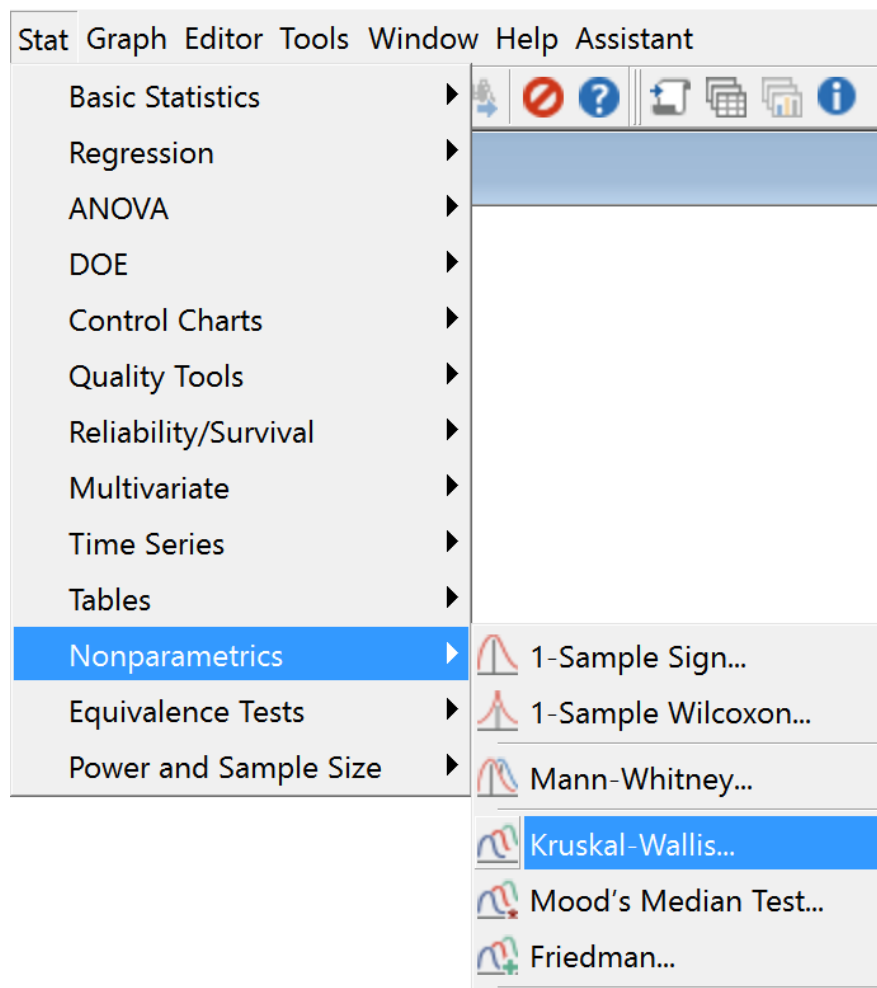 Stat Graph Editor Tools Window Help Assistant
Basic Statistics
Regression
ANOVA
DOE
Control Charts
Quality Tools
Reliability/Survival
Multivariate
Time Series
Tables
Nonparametrics
Equivalence Tests
Power and Sample Size
1-Sample Sign...
1-Sample Wilcoxon...
Mann-Whitney...
Kruskal-Wallis...
Mood's Median Test...
Friedman...